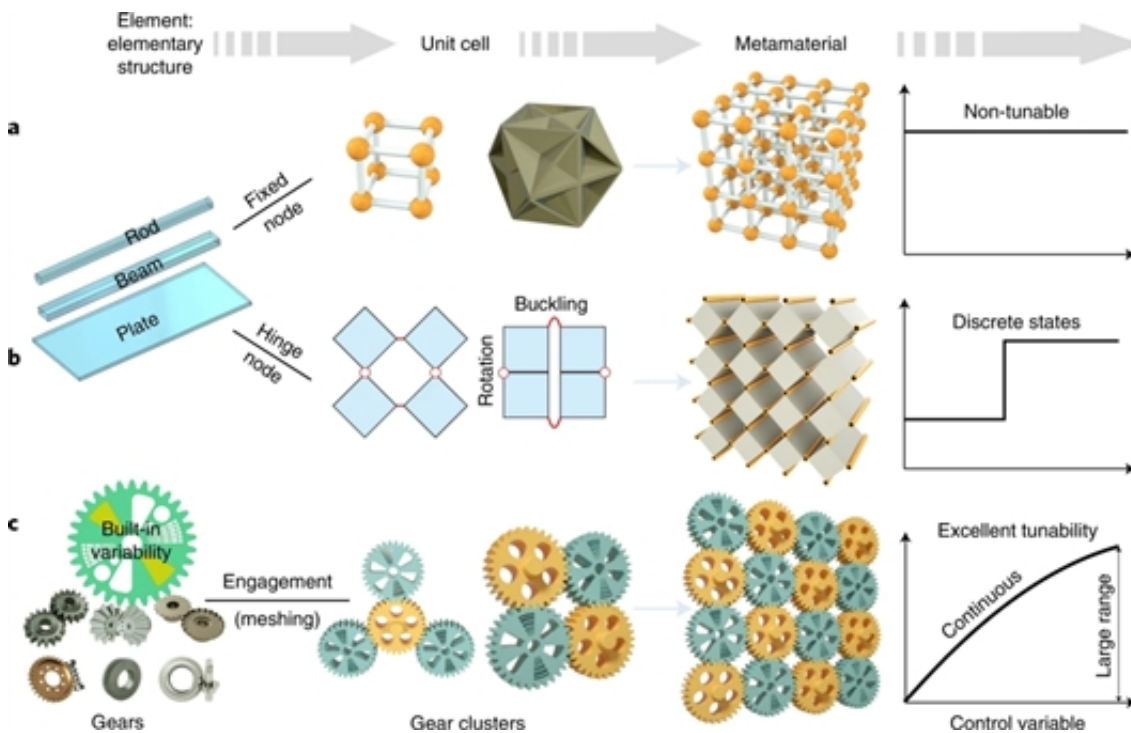 Element:
elementary
structure
Unit cell
Metamaterial
a
Fixed
node
Non-tunable
Rod
Beam
Plate
b
Hinge
node
Buckling
Rotation
Discrete states
c
Built-in
variability
Engagement
(meshing)
Excellent tunability
Continuous
Large range
Gears
Gear clusters
Control variable